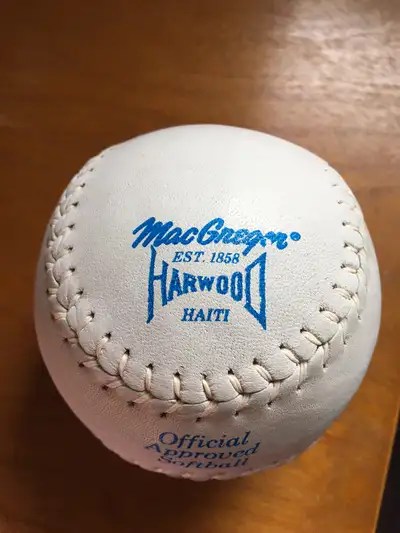 MacGregor®
EST. 1858
HARWOOD
HAITI
Official
Approved
Softball